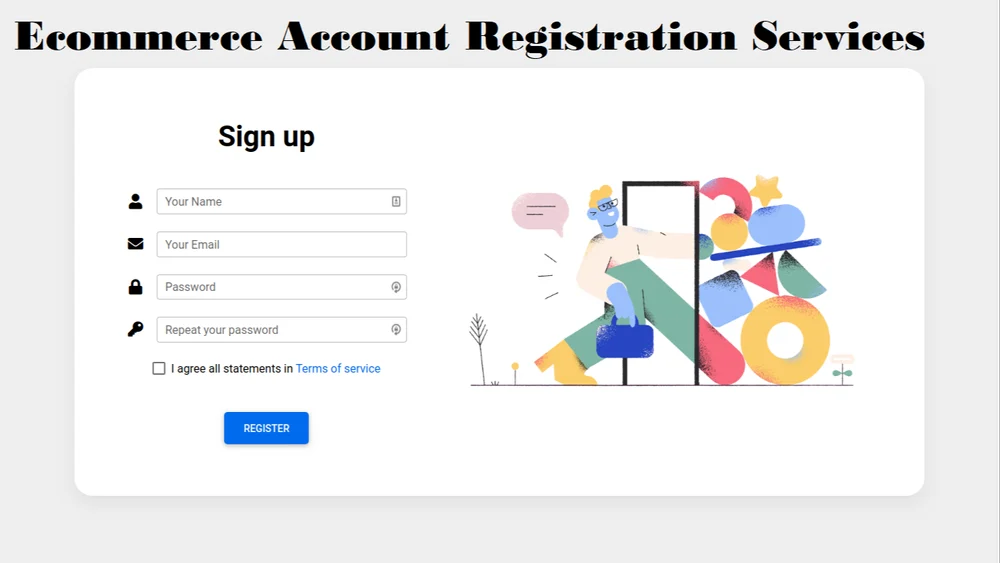 Ecommerce Account Registration Services
Sign up
Your Name
Your Email
Password
Repeat your password
I agree all statements in Terms of service
REGISTER